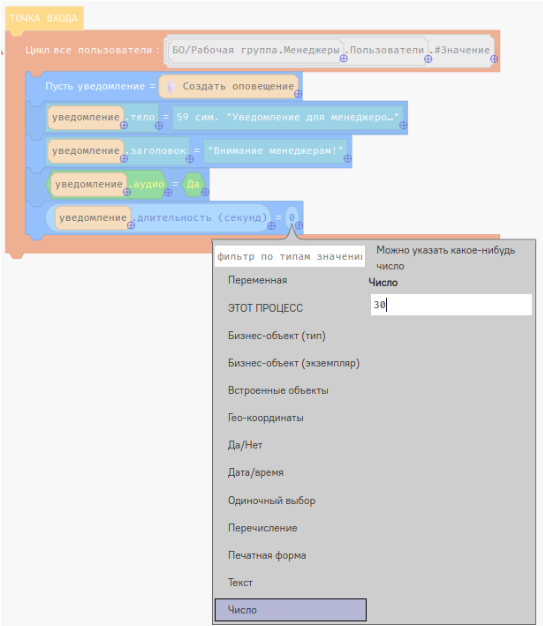 ТОЧКА ВХОДА
Цикл все пользователи : БО/Рабочая группа.Менеджеры .Пользователи .#Значение
Пусть уведомление = Создать оповещение
уведомление .тело = 59 сим. "Уведомление для менеджеро…"
уведомление .заголовок = "Внимание менеджерам!"
уведомление .аудио = Да
уведомление .длительность (секунд) = 0
фильтр по типам значени
Переменная
ЭТОТ ПРОЦЕСС
Бизнес-объект (тип)
Бизнес-объект (экземпляр)
Встроенные объекты
Гео-координаты
Да/Нет
Дата/время
Одиночный выбор
Перечисление
Печатная форма
Текст
Число
Можно указать какое-нибудь
число
Число
30